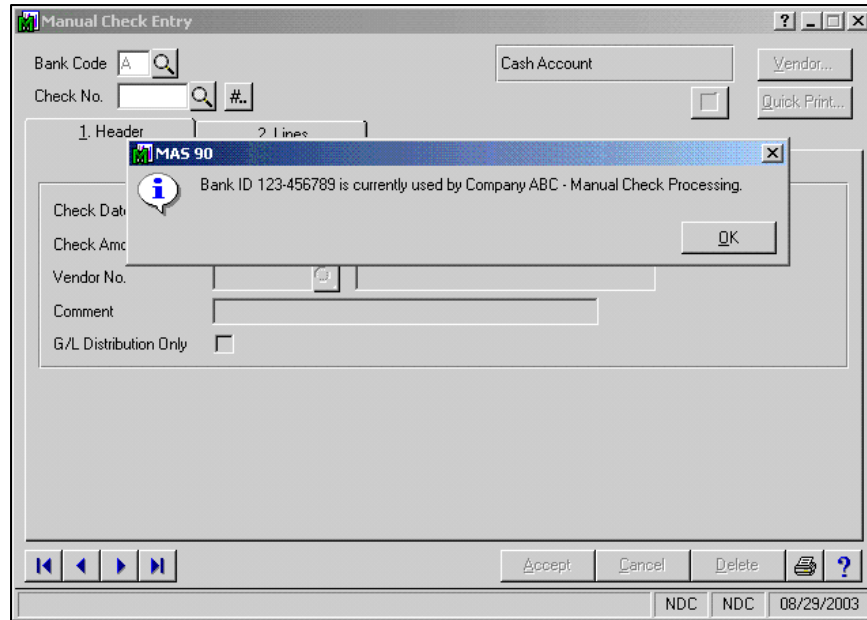 Manual Check Entry
Bank Code A Cash Account Vendor...
Check No. #.. Quick Print...
1. Header 2. Lines
MAS 90
Bank ID 123-456789 is currently used by Company ABC - Manual Check Processing.
OK
Check Dat
Check Amo
Vendor No.
Comment
G/L Distribution Only
Accept Cancel Delete ?
NDC NDC 08/29/2003